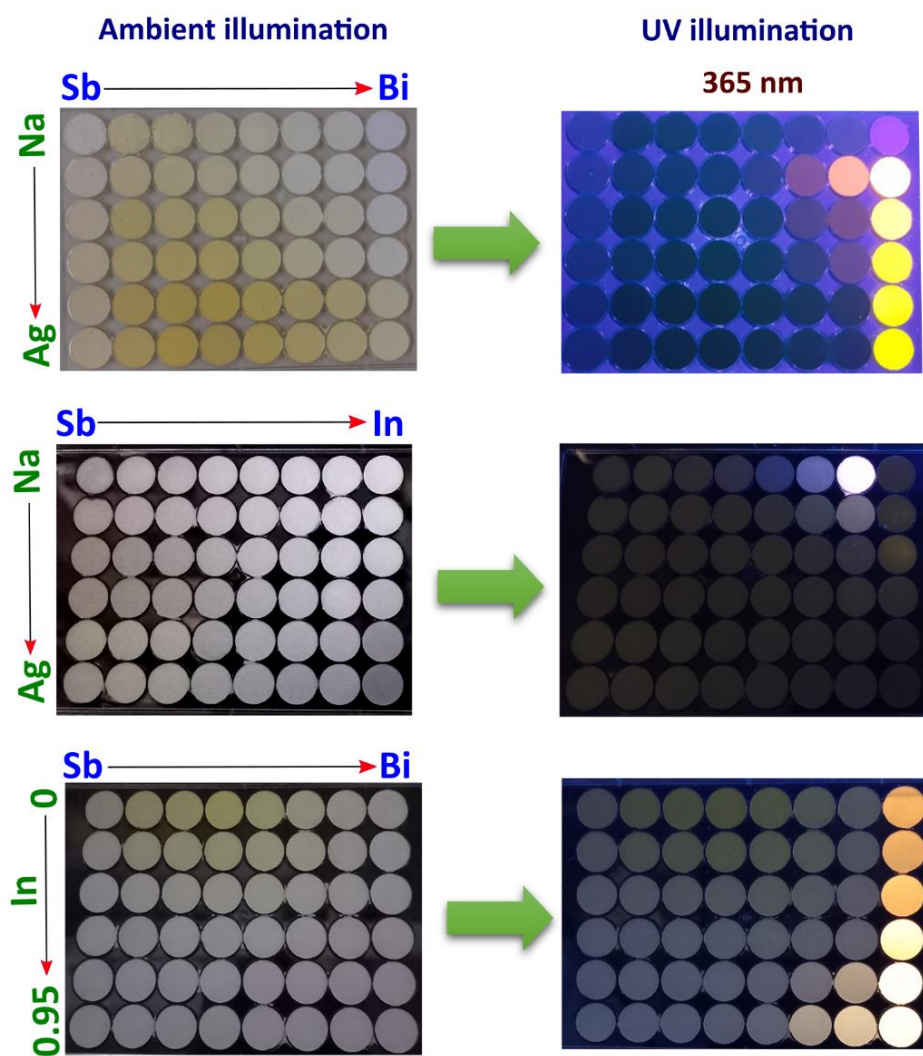 Ambient illumination
UV illumination
365 nm
Sb Bi
Na
Ag
Sb In
Na
Ag
Sb Bi
0
In
0.95